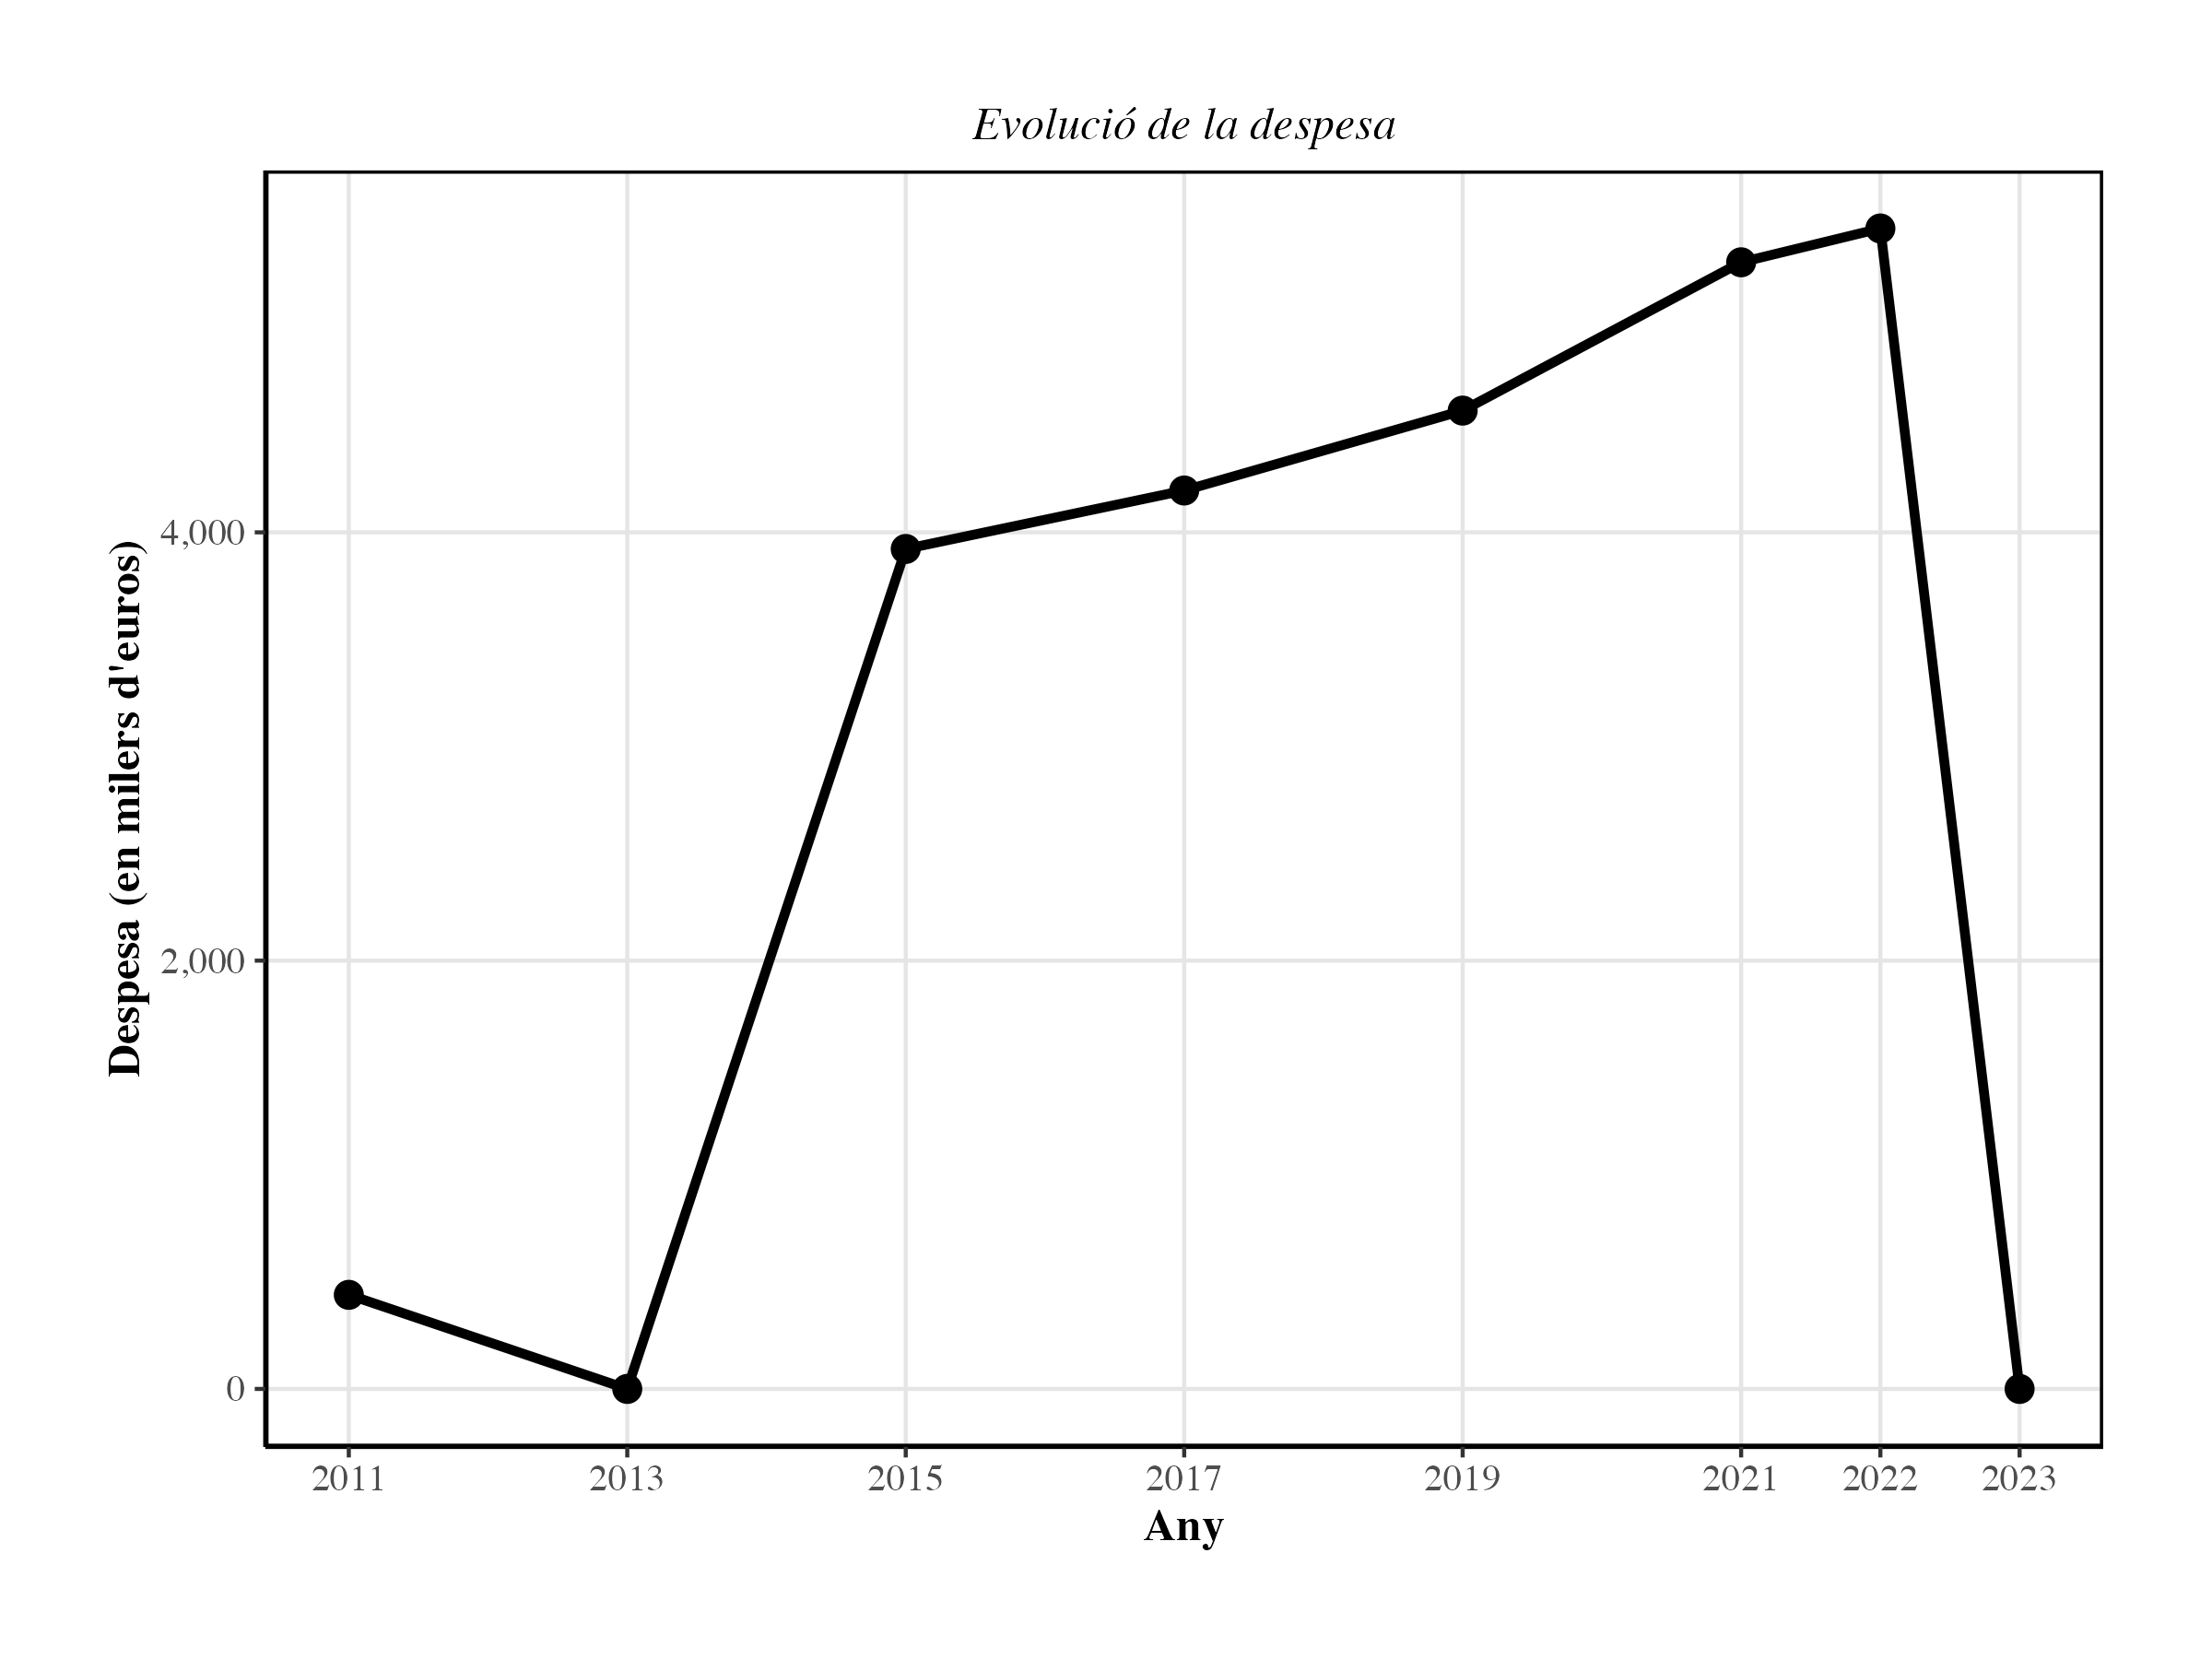 Evolució de la despesa
Despesa (en milers d'euros)
4,000
2,000
0
2011 2013 2015 2017 2019 2021 2022 2023
Any